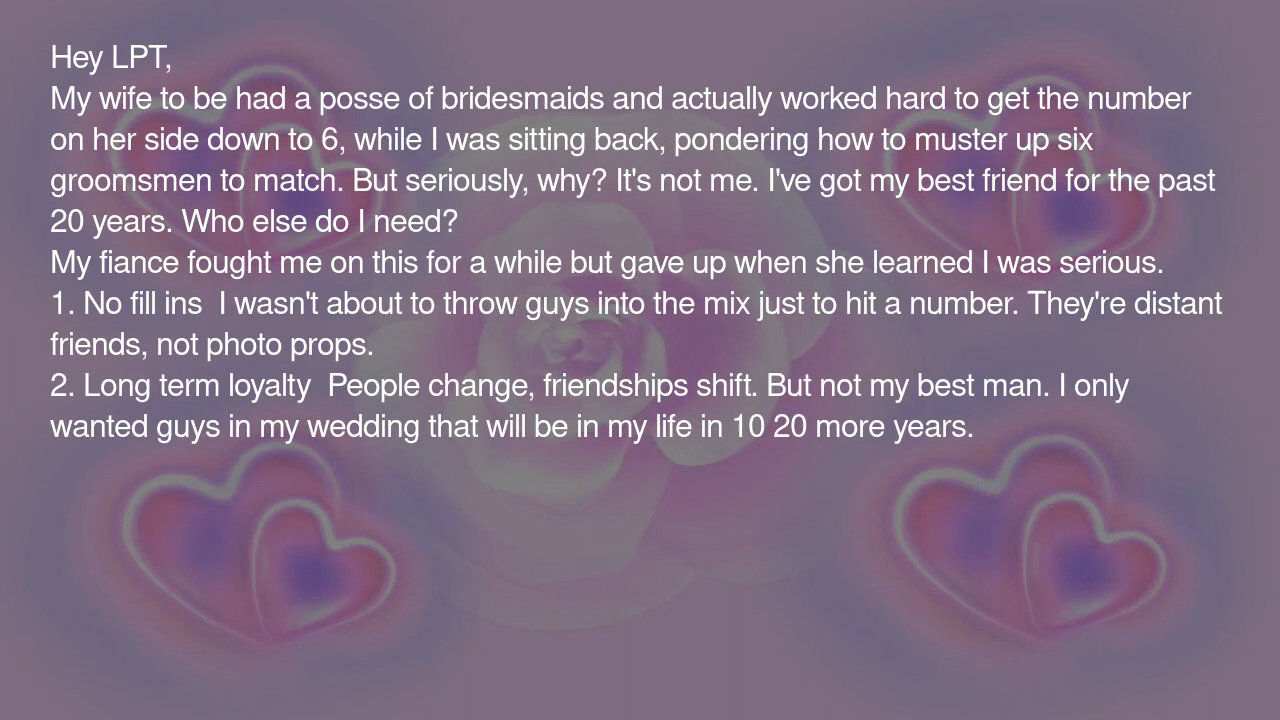 Hey LPT,
My wife to be had a posse of bridesmaids and actually worked hard to get the number
on her side down to 6, while I was sitting back, pondering how to muster up six
groomsmen to match. But seriously, why? It's not me. I've got my best friend for the past
20 years. Who else do I need?
My fiance fought me on this for a while but gave up when she learned I was serious.
1. No fill ins  I wasn't about to throw guys into the mix just to hit a number. They're distant
friends, not photo props.
2. Long term loyalty  People change, friendships shift. But not my best man. I only
wanted guys in my wedding that will be in my life in 10 20 more years.